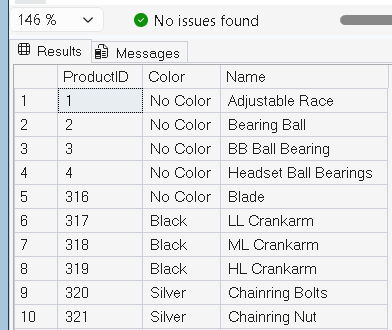 146 % No issues found
Results Messages
ProductID Color Name
1 1 No Color Adjustable Race
2 2 No Color Bearing Ball
3 3 No Color BB Ball Bearing
4 4 No Color Headset Ball Bearings
5 316 No Color Blade
6 317 Black LL Crankarm
7 318 Black ML Crankarm
8 319 Black HL Crankarm
9 320 Silver Chainring Bolts
10 321 Silver Chainring Nut